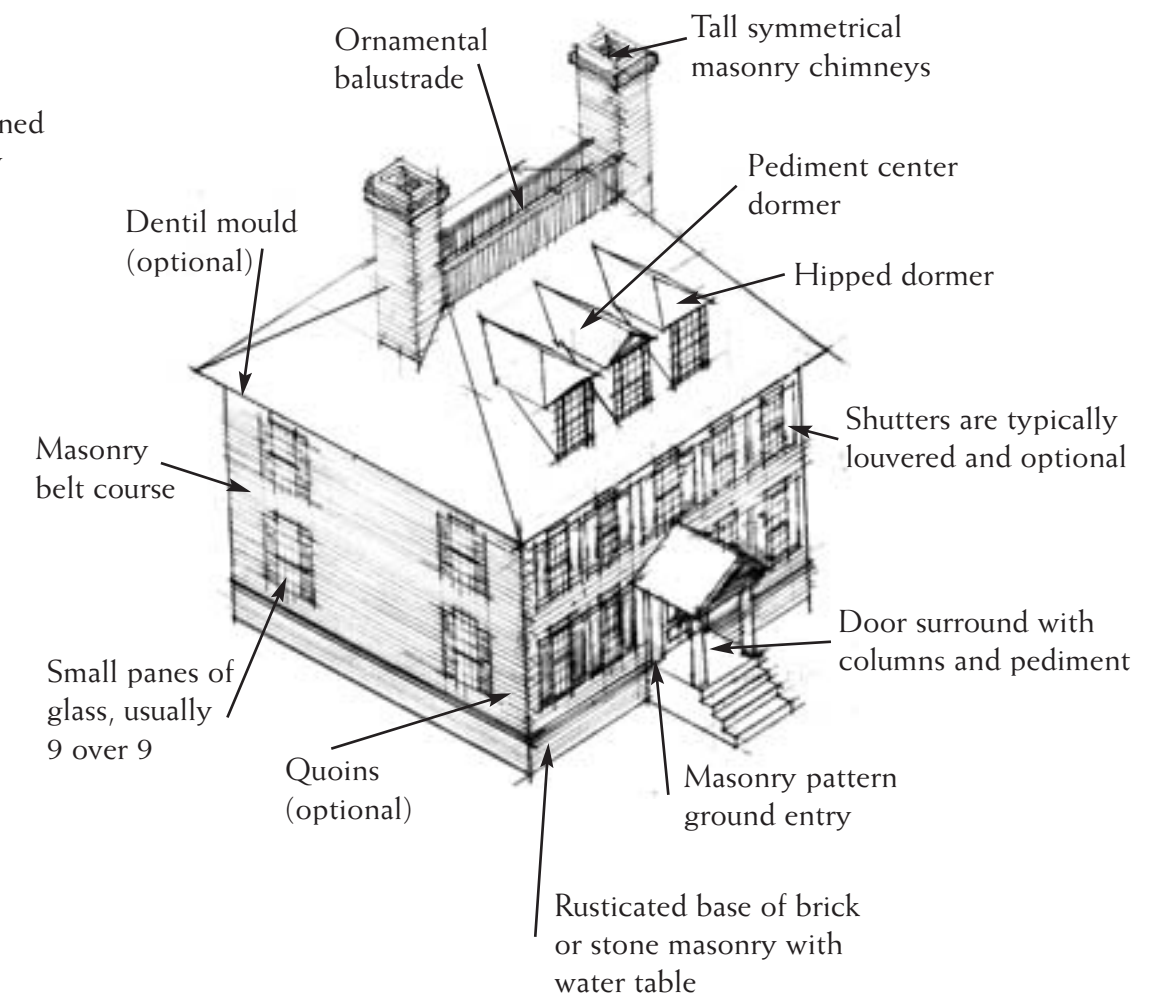 Ornamental
balustrade
Tall symmetrical
masonry chimneys
ned
Pediment center
dormer
Dentil mould
(optional)
Hipped dormer
Shutters are typically
louvered and optional
Masonry
belt course
Door surround with
columns and pediment
Small panes of
glass, usually
9 over 9
Quoins
(optional)
Masonry pattern
ground entry
Rusticated base of brick
or stone masonry with
water table